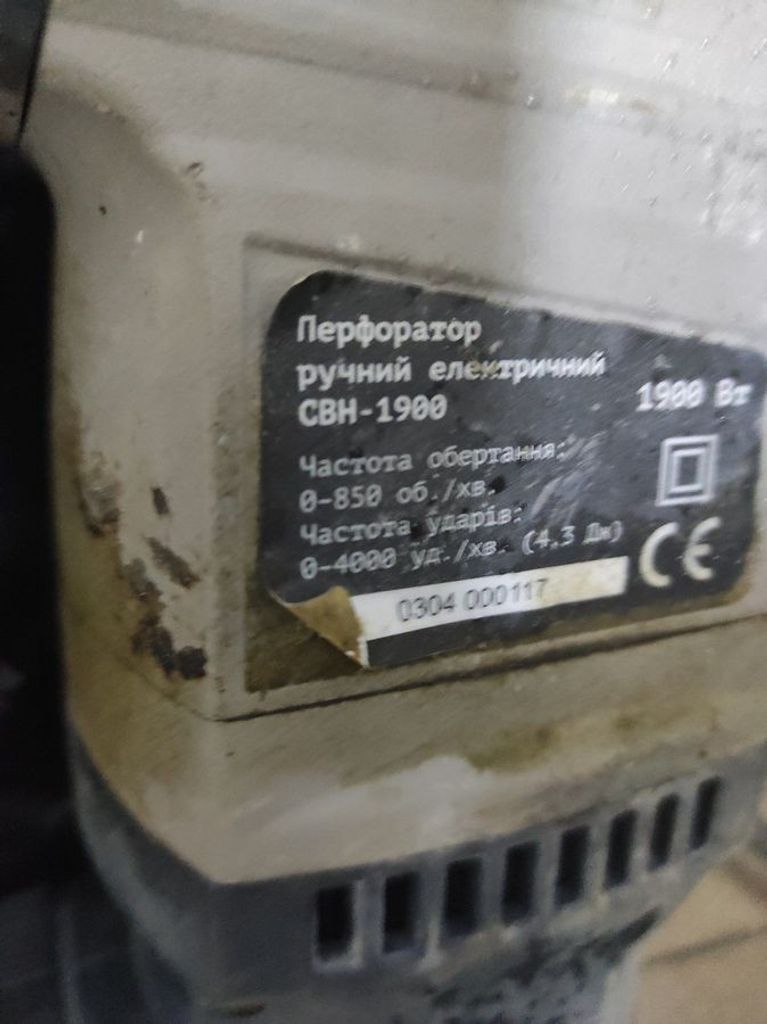 Перфоратор
ручний електричний
СВН-1900
1900 Вт
Частота обертання:
0-850 об./хв.
Частота ударів:
0-4000 уд./хв. (4.3 Дж)
CE
0304 000117